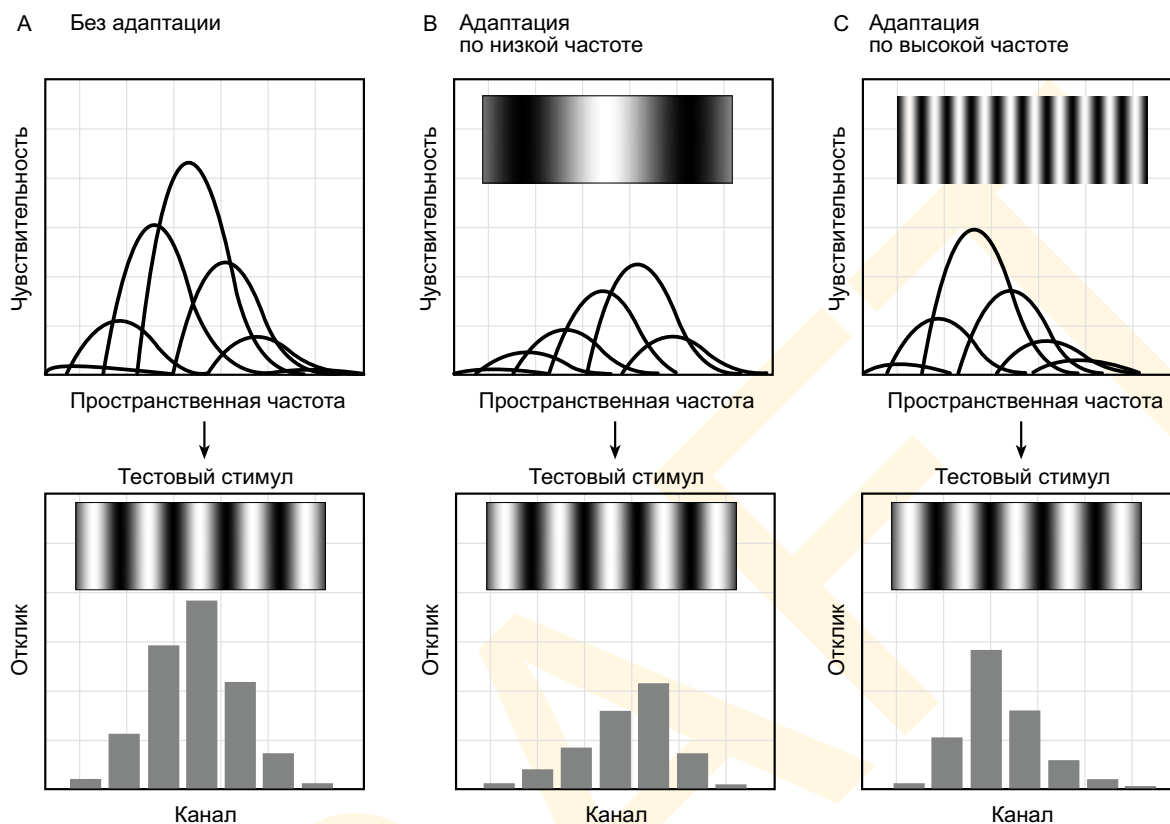 A Без адаптации
Чувствительность
Пространственная частота
Тестовый стимул
Отклик
Канал
B Адаптация
по низкой частоте
Чувствительность
Пространственная частота
Тестовый стимул
Отклик
Канал
C Адаптация
по высокой частоте
Чувствительность
Пространственная частота
Тестовый стимул
Отклик
Канал